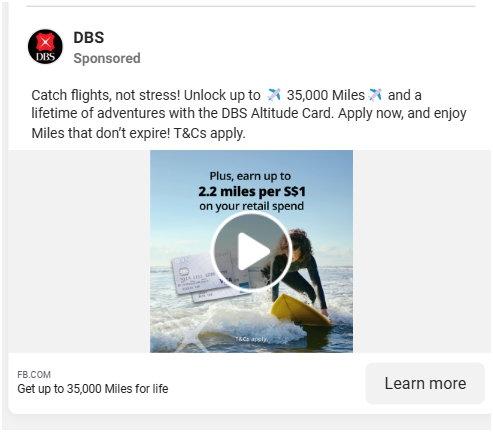 DBS
DBS
Sponsored
Catch flights, not stress! Unlock up to ✈️ 35,000 Miles ✈️ and a
lifetime of adventures with the DBS Altitude Card. Apply now, and enjoy
Miles that don’t expire! T&Cs apply.
Plus, earn up to
2.2 miles per S$1
on your retail spend
T&Cs apply.
FB.COM
Get up to 35,000 Miles for life
Learn more